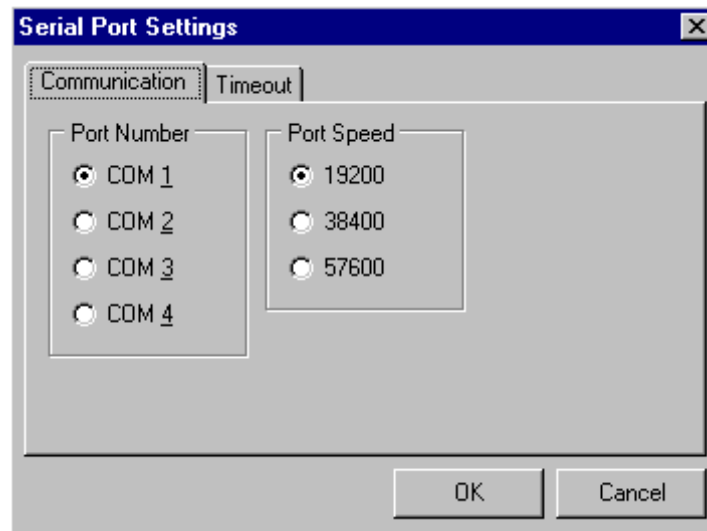 Serial Port Settings
Communication
Timeout
Port Number
COM 1
COM 2
COM 3
COM 4
Port Speed
19200
38400
57600
OK
Cancel